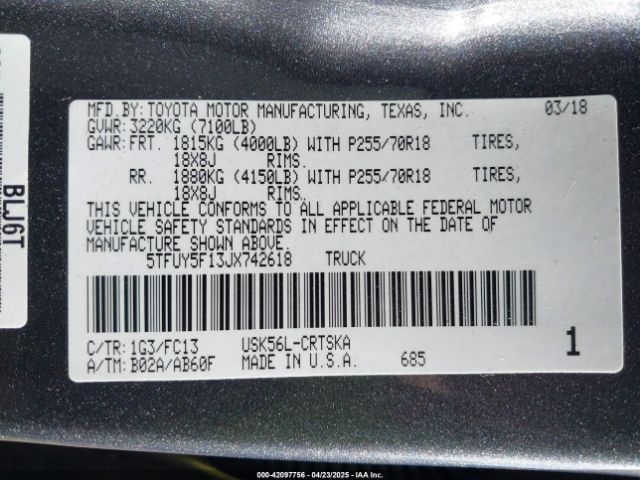 MFD.BY:TOYOTA MOTOR MANUFACTURING, TEXAS, INC. 03/18
GVWR:3220KG (7100LB)
GAWR:FRT. 1815KG (4000LB) WITH P255/70R18 TIRES,
18X8J RIMS.
RR. 1880KG (4150LB) WITH P255/70R18 TIRES,
18X8J RIMS.
THIS VEHICLE CONFORMS TO ALL APPLICABLE FEDERAL MOTOR
VEHICLE SAFETY STANDARDS IN EFFECT ON THE DATE OF
MANUFACTURE SHOWN ABOVE.
5TFUY5F13JX742618 TRUCK
C/TR:1G3/FC13 USK56L-CRTSKA
A/TM:B02A/AB60F MADE IN U.S.A. 685 1
BLJ6T
000-42097756 - 04/23/2025 - IAA Inc.